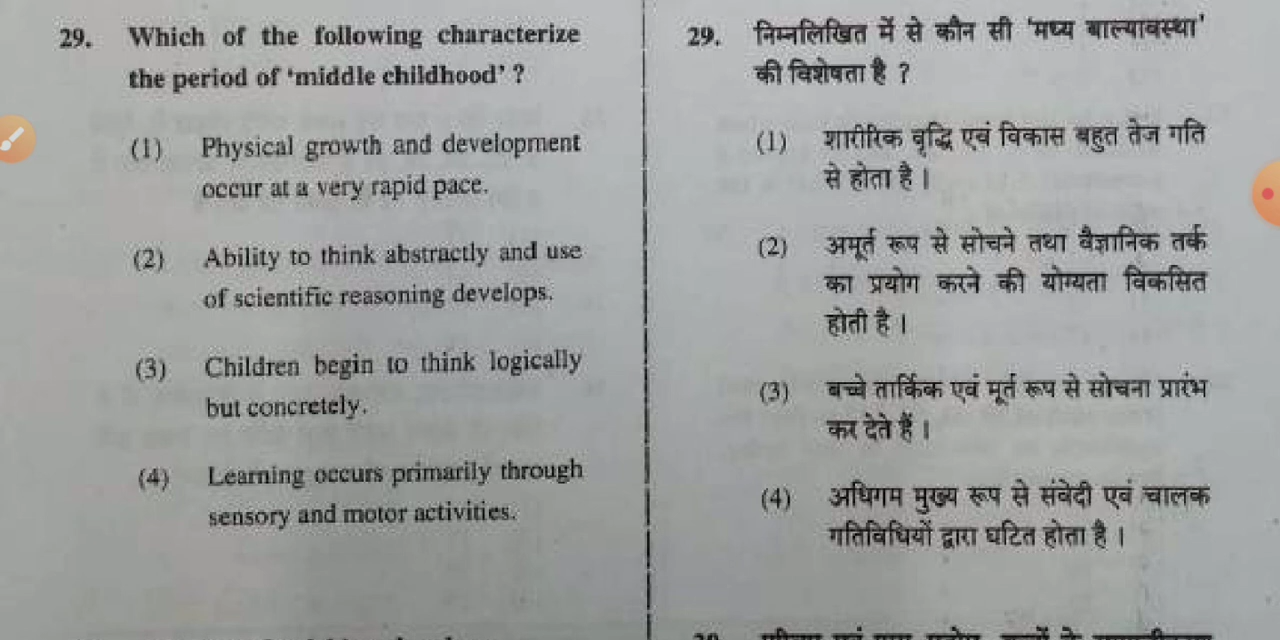 29. Which of the following characterize
the period of ‘middle childhood’ ?
(1) Physical growth and development
occur at a very rapid pace.
(2) Ability to think abstractly and use
of scientific reasoning develops.
(3) Children begin to think logically
but concretely.
(4) Learning occurs primarily through
sensory and motor activities.
29. निम्नलिखित में से कौन सी ‘मध्य बाल्यावस्था’
की विशेषता है ?
(1) शारीरिक वृद्धि एवं विकास बहुत तेज गति
से होता है ।
(2) अमूर्त रूप से सोचने तथा वैज्ञानिक तर्क
का प्रयोग करने की योग्यता विकसित
होती है ।
(3) बच्चे तार्किक एवं मूर्त रूप से सोचना प्रारंभ
कर देते हैं ।
(4) अधिगम मुख्य रूप से संवेदी एवं चालक
गतिविधियों द्वारा घटित होता है ।